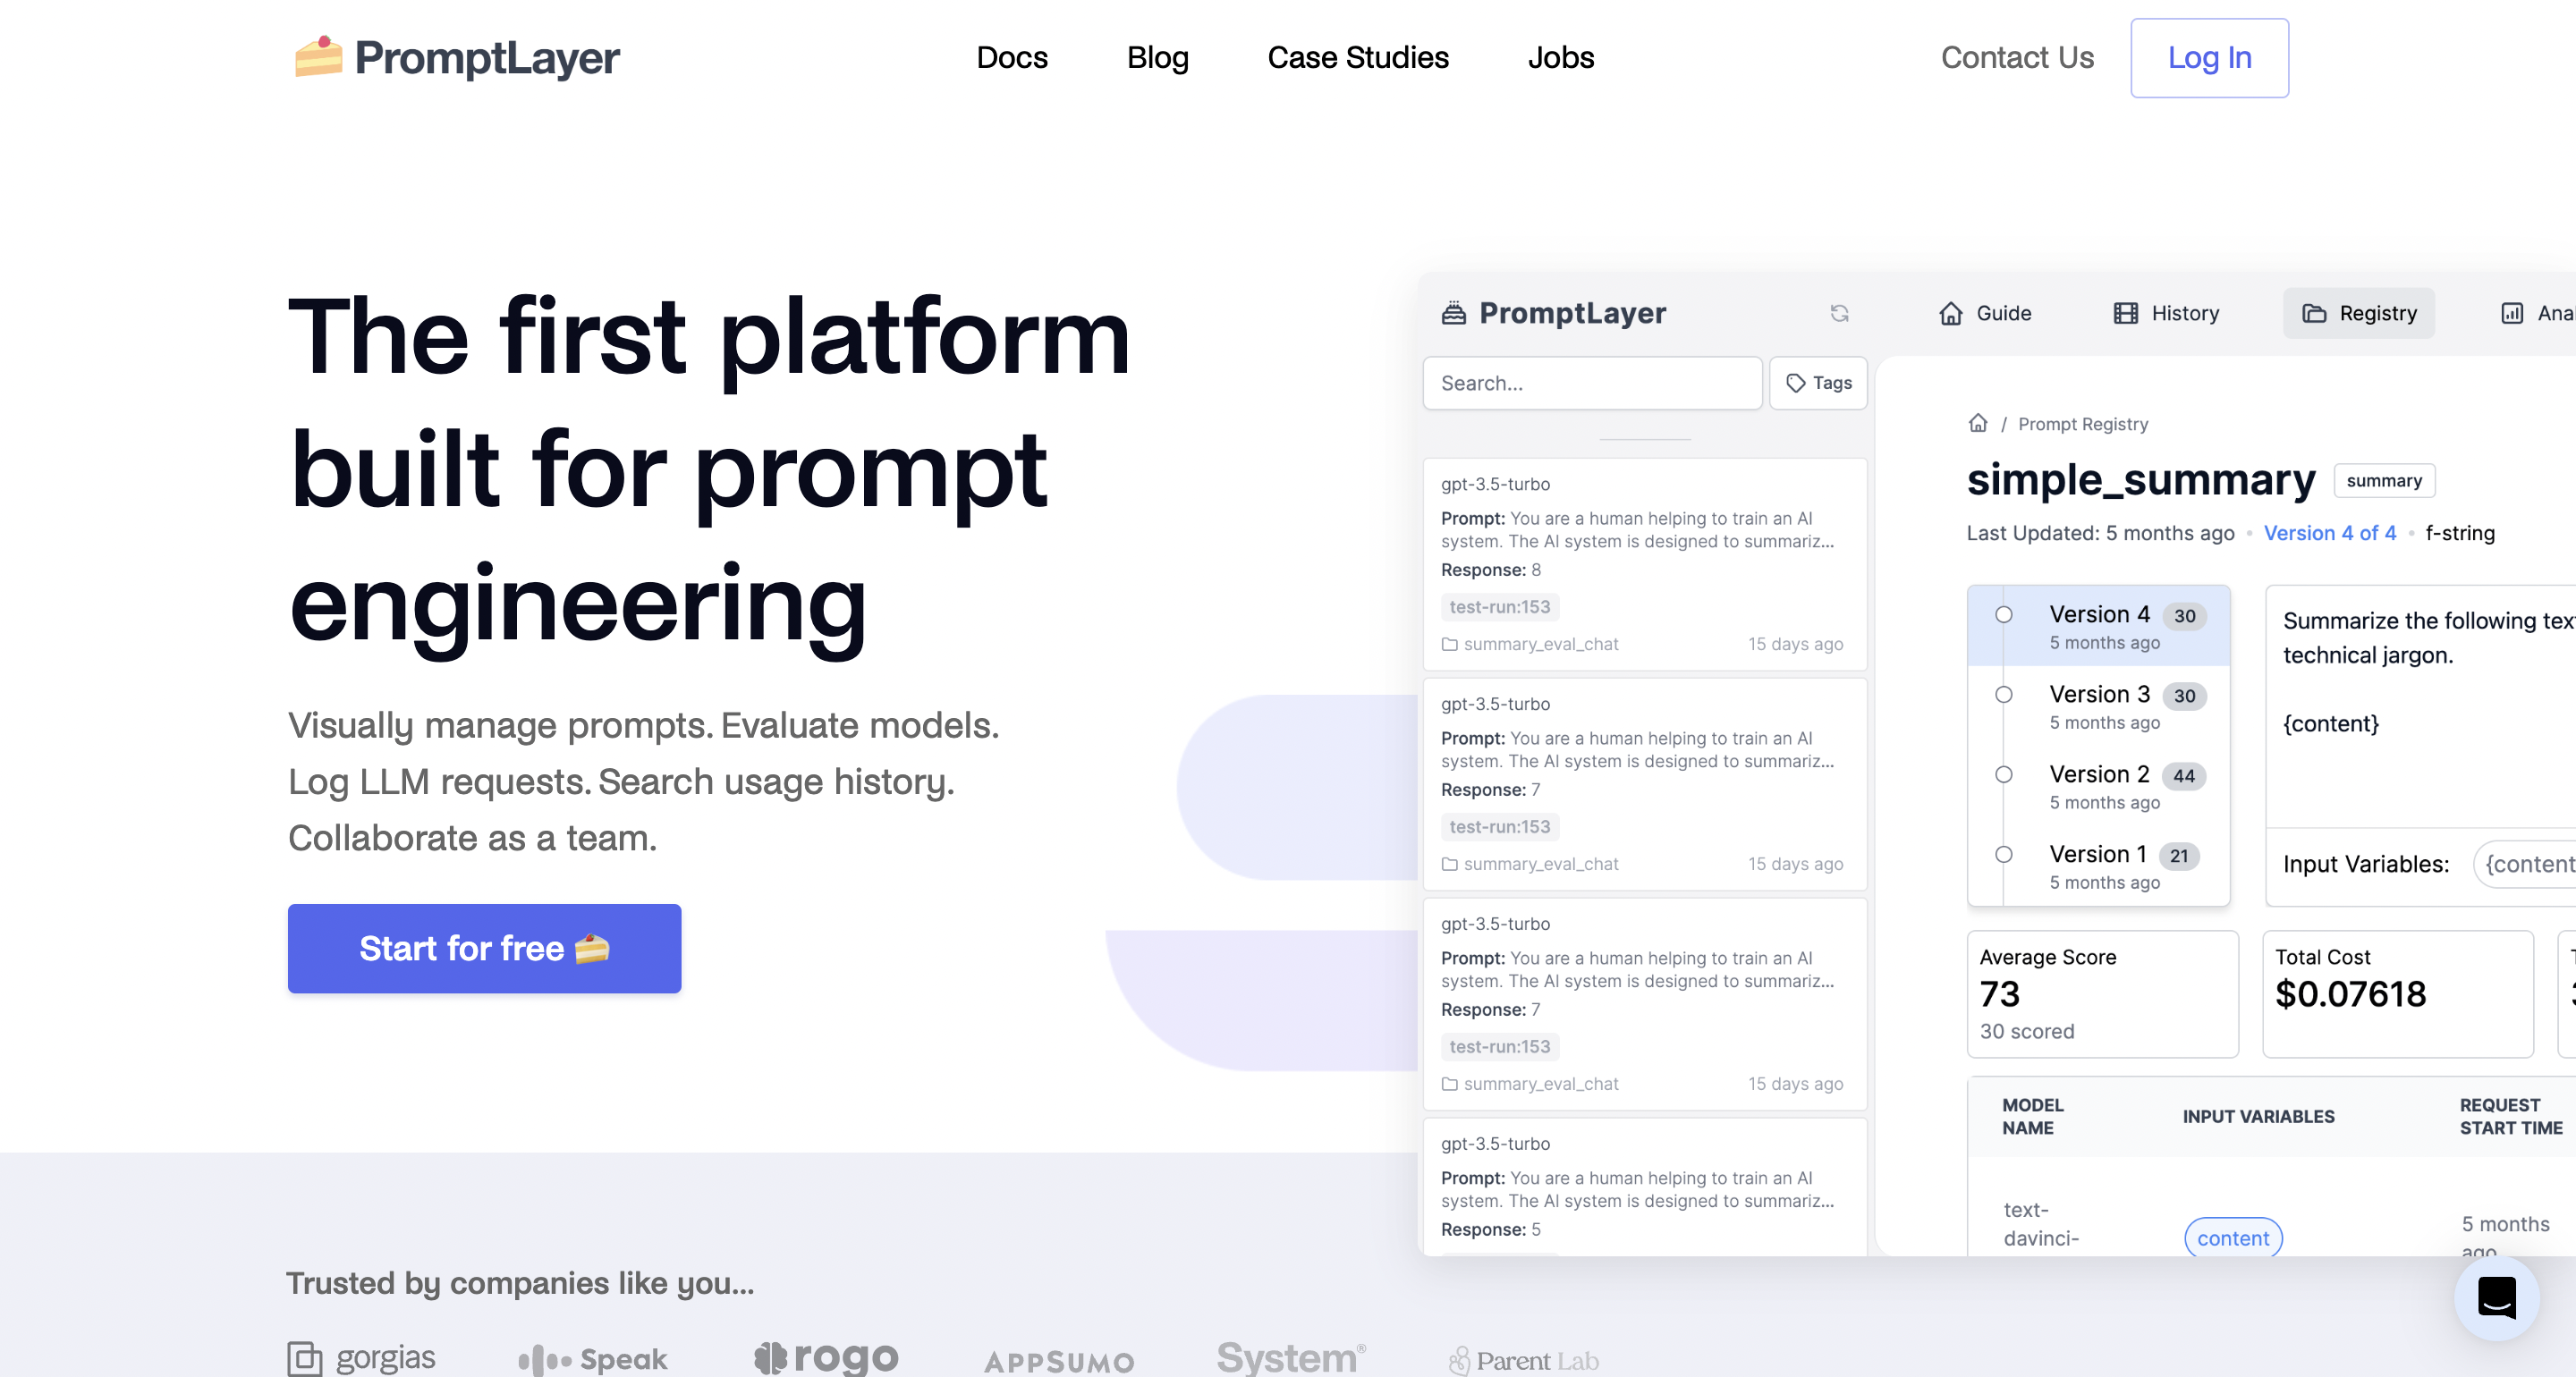 PromptLayer
Docs
Blog
Case Studies
Jobs
Contact Us
Log In
The first platform
built for prompt
engineering
Visually manage prompts. Evaluate models.
Log LLM requests. Search usage history.
Collaborate as a team.
Start for free
PromptLayer
Guide
History
Registry
Search...
Tags
gpt-3.5-turbo
Prompt: You are a human helping to train an AI
system. The AI system is designed to summariz...
Response: 8
test-run:153
summary_eval_chat
15 days ago
gpt-3.5-turbo
Prompt: You are a human helping to train an AI
system. The AI system is designed to summariz...
Response: 7
test-run:153
summary_eval_chat
15 days ago
gpt-3.5-turbo
Prompt: You are a human helping to train an AI
system. The AI system is designed to summariz...
Response: 7
test-run:153
summary_eval_chat
15 days ago
gpt-3.5-turbo
Prompt: You are a human helping to train an AI
system. The AI system is designed to summariz...
Response: 5
/ Prompt Registry
simple_summary
summary
Last Updated: 5 months ago • Version 4 of 4 • f-string
Version 4 30
5 months ago
Version 3 30
5 months ago
Version 2 44
5 months ago
Version 1 21
5 months ago
Summarize the following
technical jargon.
{content}
Input Variables: {content
Average Score
73
30 scored
Total Cost
$0.07618
MODEL
NAME
INPUT VARIABLES
REQUEST
START TIME
text-
davinci-
content
5 months
ago
Trusted by companies like you...
gorgias
Speak
rogo
APPSUMO
System®
Parent Lab